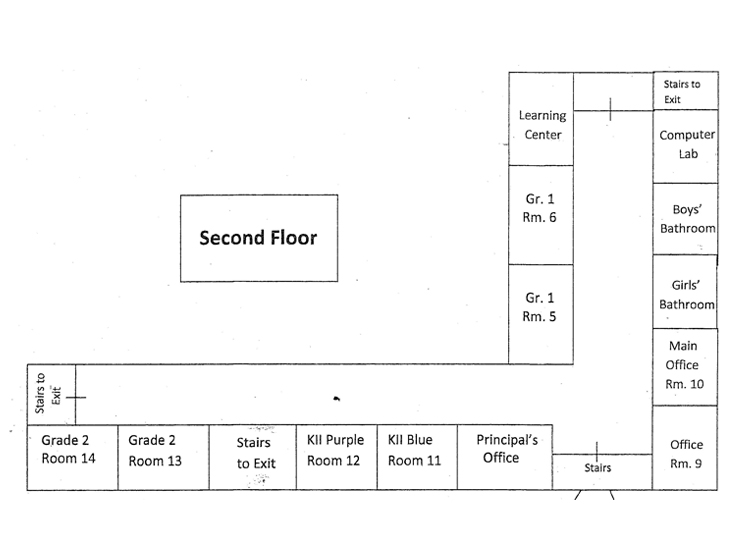 Stairs to
Exit
Learning
Center
Computer
Lab
Gr. 1
Rm. 6
Boys'
Bathroom
Second Floor
Gr. 1
Rm. 5
Girls'
Bathroom
Main
Office
Rm. 10
Stairs to
Exit
Grade 2
Room 14
Grade 2
Room 13
Stairs
to Exit
KII Purple
Room 12
KII Blue
Room 11
Principal's
Office
Stairs
Office
Rm. 9